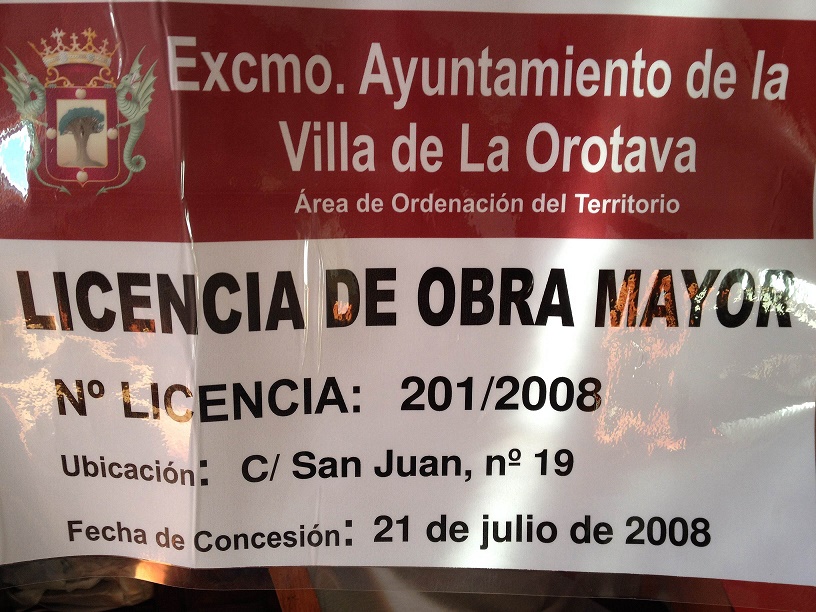 Excmo. Ayuntamiento de la
Villa de La Orotava
Área de Ordenación del Territorio
LICENCIA DE OBRA MAYOR
Nº LICENCIA: 201/2008
Ubicación: C/ San Juan, nº 19
Fecha de Concesión: 21 de julio de 2008